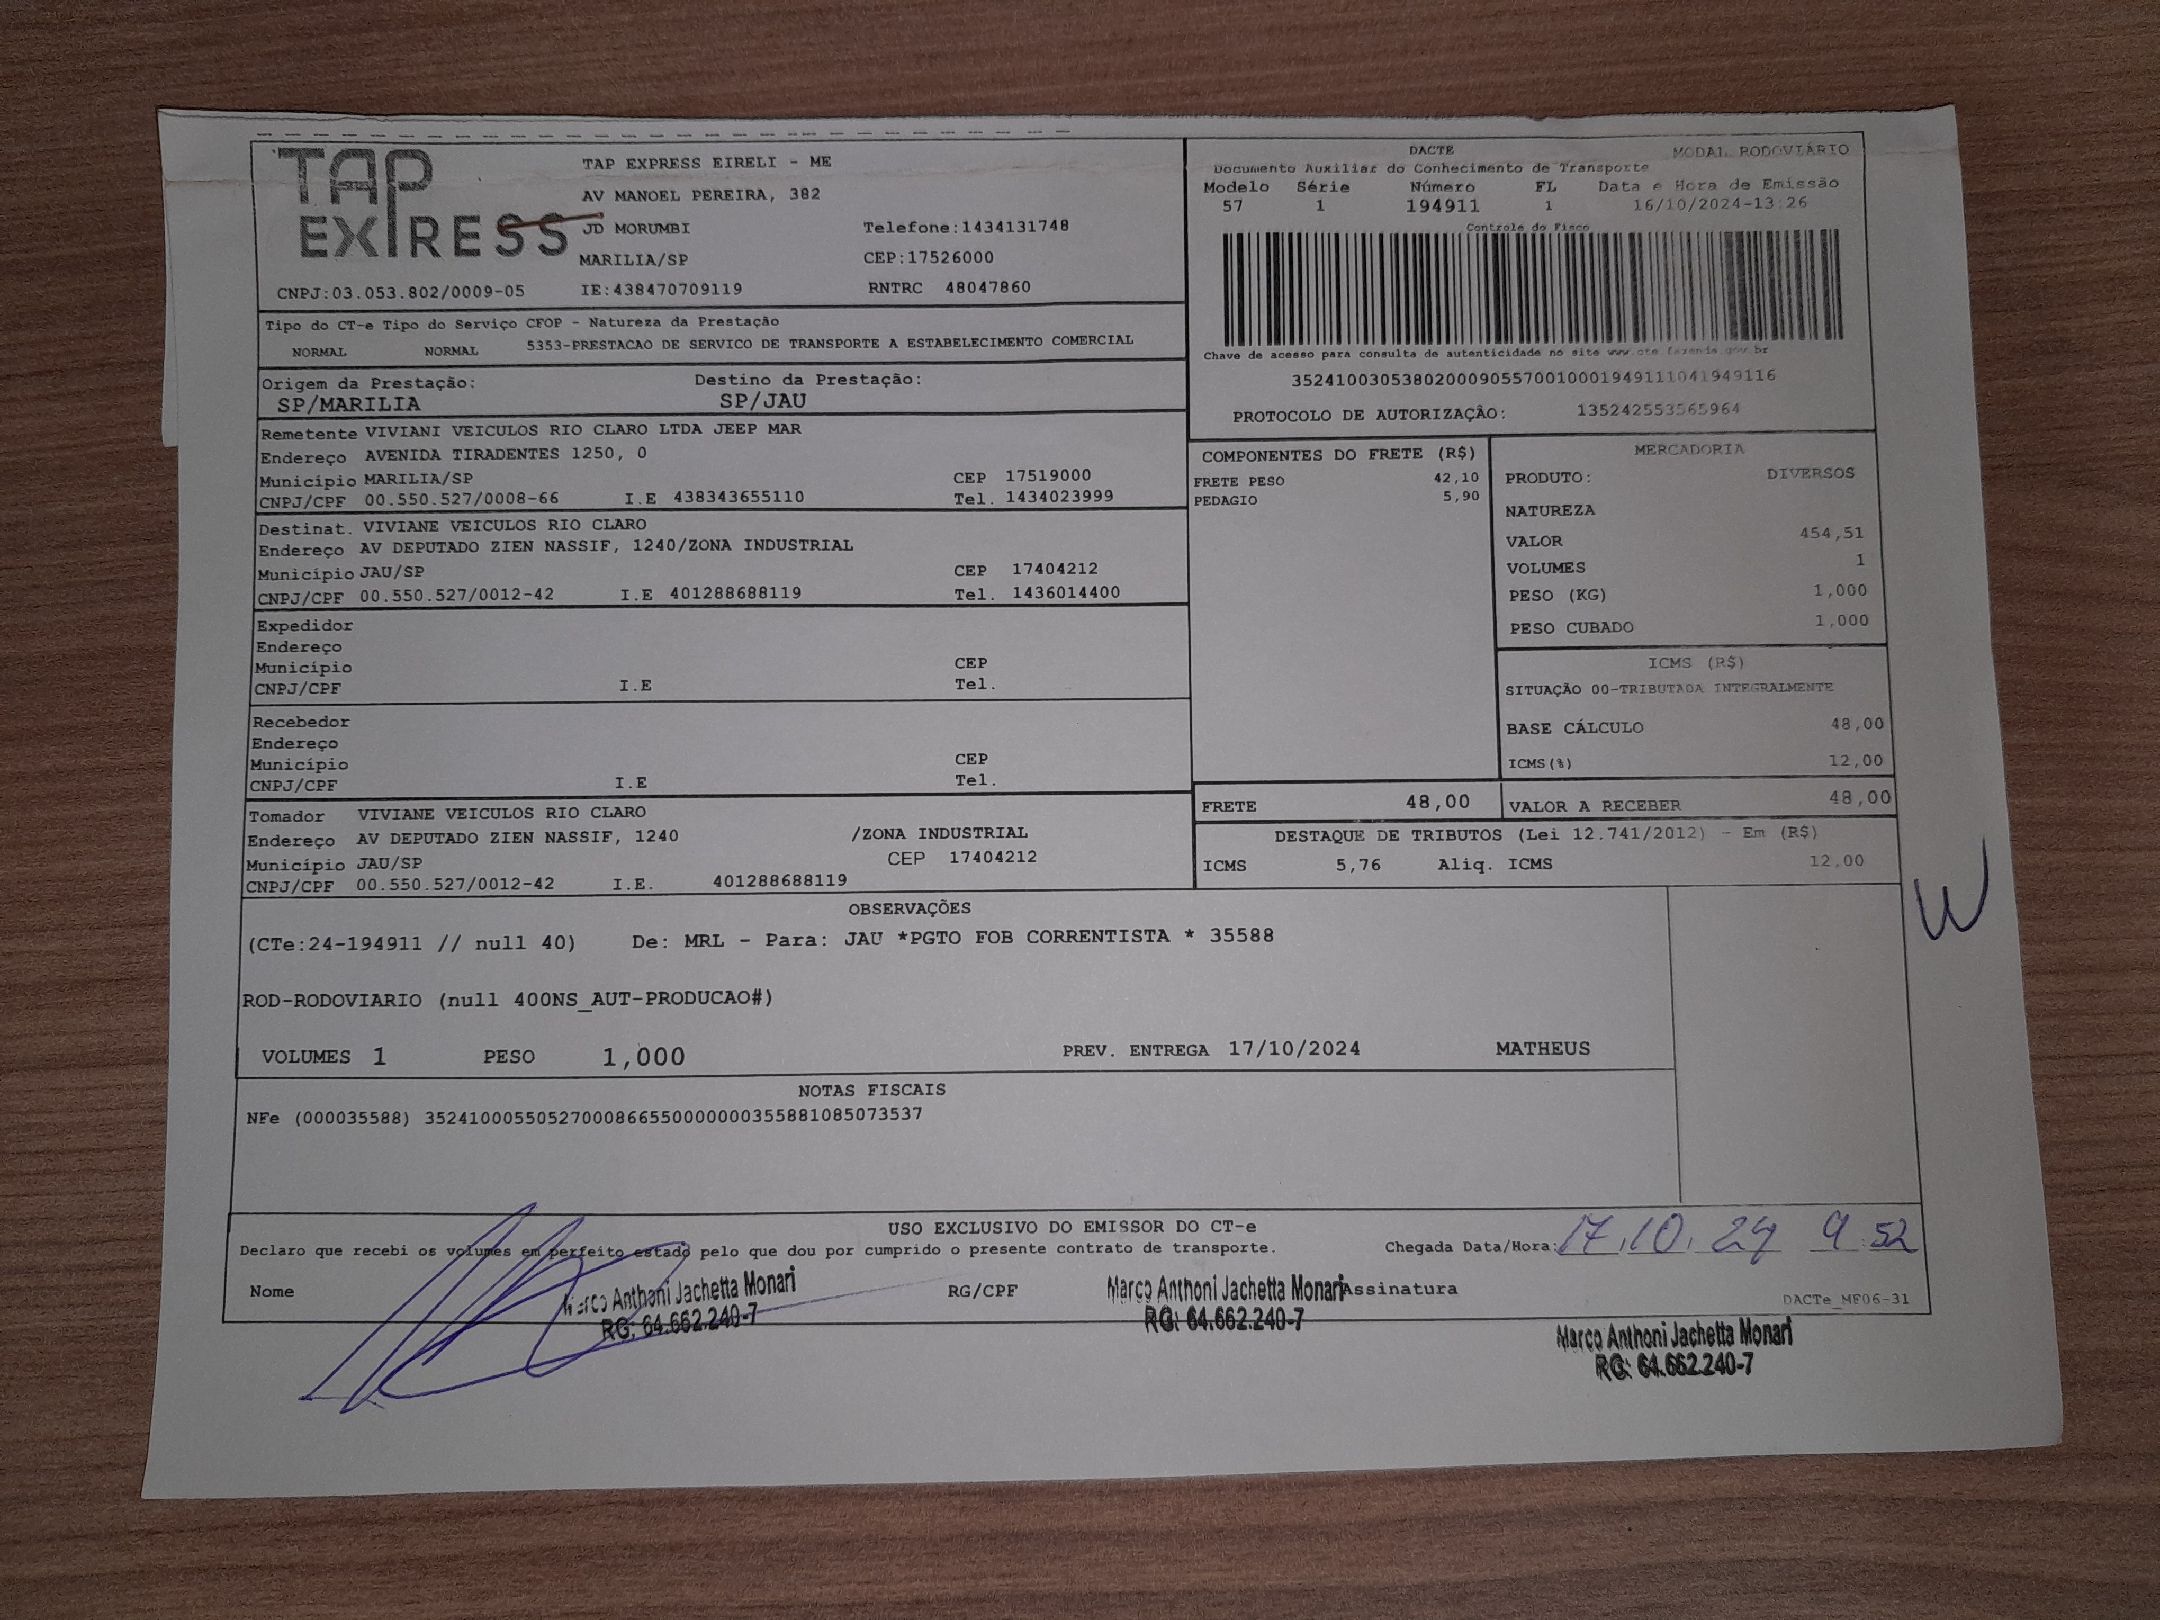 TAP EXPRESS
TAP EXPRESS EIRELI - ME
AV MANOEL PEREIRA, 382
JD MORUMBI Telefone:1434131748
MARILIA/SP CEP:17526000
CNPJ:03.053.802/0009-05 IE:438470709119 RNTRC 48047860
DACTE MODAL RODOVIÁRIO
Documento Auxiliar do Conhecimento de Transporte
Modelo Série Número FL Data e Hora de Emissão
57 1 194911 1 16/10/2024-13:26
Controle do Fisco
Chave de acesso para consulta de autenticidade no site www.cte.fazenda.gov.br
35241003053802000905570010001949111041949116
PROTOCOLO DE AUTORIZAÇÃO: 135242553565964
Tipo do CT-e Tipo do Serviço CFOP - Natureza da Prestação
NORMAL NORMAL 5353-PRESTACAO DE SERVICO DE TRANSPORTE A ESTABELECIMENTO COMERCIAL
Origem da Prestação: Destino da Prestação:
SP/MARILIA SP/JAU
Remetente VIVIANI VEICULOS RIO CLARO LTDA JEEP MAR
Endereço AVENIDA TIRADENTES 1250, 0
Município MARILIA/SP CEP 17519000
CNPJ/CPF 00.550.527/0008-66 I.E 438343655110 Tel. 1434023999
Destinat. VIVIANE VEICULOS RIO CLARO
Endereço AV DEPUTADO ZIEN NASSIF, 1240/ZONA INDUSTRIAL
Município JAU/SP CEP 17404212
CNPJ/CPF 00.550.527/0012-42 I.E 401288688119 Tel. 1436014400
Expedidor
Endereço
Município CEP
CNPJ/CPF I.E Tel.
Recebedor
Endereço
Município CEP
CNPJ/CPF I.E Tel.
Tomador VIVIANE VEICULOS RIO CLARO
Endereço AV DEPUTADO ZIEN NASSIF, 1240 /ZONA INDUSTRIAL
Município JAU/SP CEP 17404212
CNPJ/CPF 00.550.527/0012-42 I.E. 401288688119
COMPONENTES DO FRETE (R$)
FRETE PESO 42,10
PEDAGIO 5,90
MERCADORIA
PRODUTO: DIVERSOS
NATUREZA
VALOR 454,51
VOLUMES 1
PESO (KG) 1,000
PESO CUBADO 1,000
ICMS (R$)
SITUAÇÃO 00-TRIBUTADA INTEGRALMENTE
BASE CÁLCULO 48,00
ICMS(%) 12,00
FRETE 48,00 VALOR A RECEBER 48,00
DESTAQUE DE TRIBUTOS (Lei 12.741/2012) - Em (R$)
ICMS 5,76 Aliq. ICMS 12,00
OBSERVAÇÕES
(CTe:24-194911 // null 40) De: MRL - Para: JAU *PGTO FOB CORRENTISTA * 35588
ROD-RODOVIARIO (null 400NS_AUT-PRODUCAO#)
VOLUMES 1 PESO 1,000 PREV. ENTREGA 17/10/2024 MATHEUS
NOTAS FISCAIS
NFe (000035588) 35241000550527000866550000000355881085073537
USO EXCLUSIVO DO EMISSOR DO CT-e
Declaro que recebi os volumes em perfeito estado pelo que dou por cumprido o presente contrato de transporte. Chegada Data/Hora: 17.10.24 9:52
Nome Marco Anthoni Jachetta Monari RG/CPF Marco Anthoni Jachetta Monari Assinatura
RG: 64.662.240-7 RG: 64.662.240-7 DACTe_MF06-31
Marco Anthoni Jachetta Monari
RG: 64.662.240-7